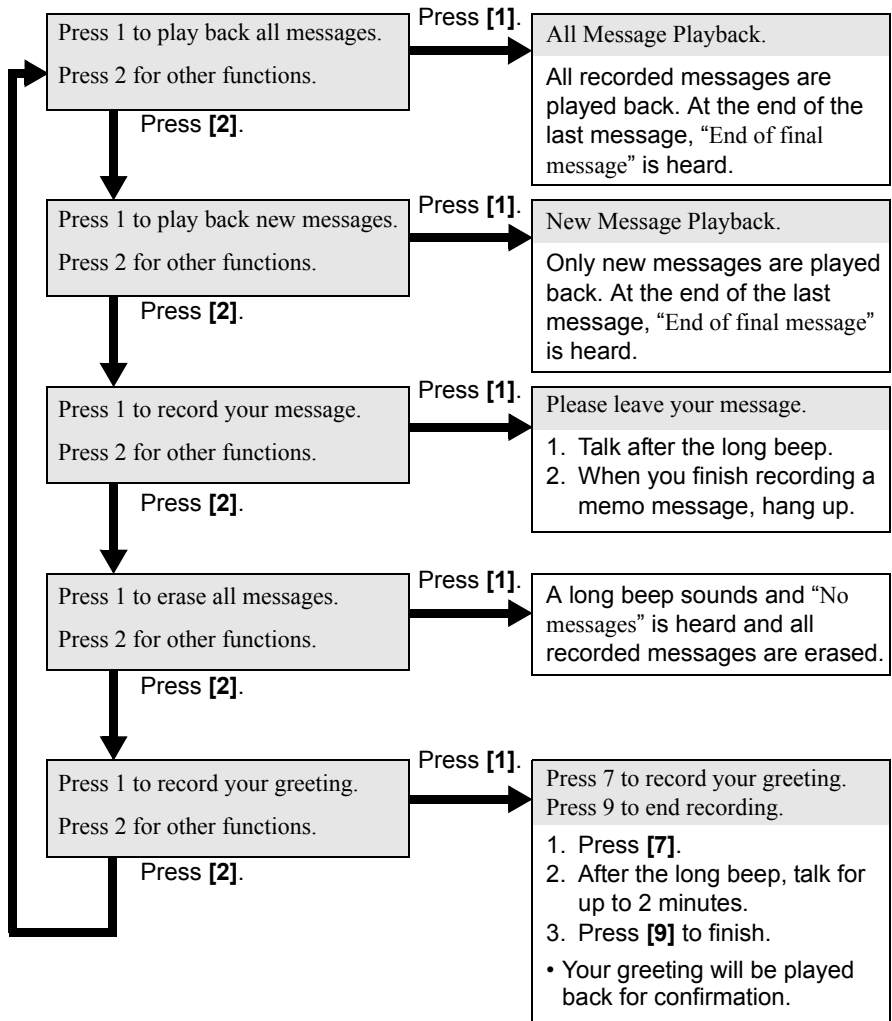 Press 1 to play back all messages.
Press 2 for other functions.
Press [1].
All Message Playback.
All recorded messages are
played back. At the end of the
last message, “End of final
message” is heard.
Press [2].
Press 1 to play back new messages.
Press 2 for other functions.
Press [1].
New Message Playback.
Only new messages are played
back. At the end of the last
message, “End of final message”
is heard.
Press [2].
Press 1 to record your message.
Press 2 for other functions.
Press [1].
Please leave your message.
1. Talk after the long beep.
2. When you finish recording a
memo message, hang up.
Press [2].
Press 1 to erase all messages.
Press 2 for other functions.
Press [1].
A long beep sounds and “No
messages” is heard and all
recorded messages are erased.
Press [2].
Press 1 to record your greeting.
Press 2 for other functions.
Press [1].
Press 7 to record your greeting.
Press 9 to end recording.
1. Press [7].
2. After the long beep, talk for
up to 2 minutes.
3. Press [9] to finish.
• Your greeting will be played
back for confirmation.
Press [2].